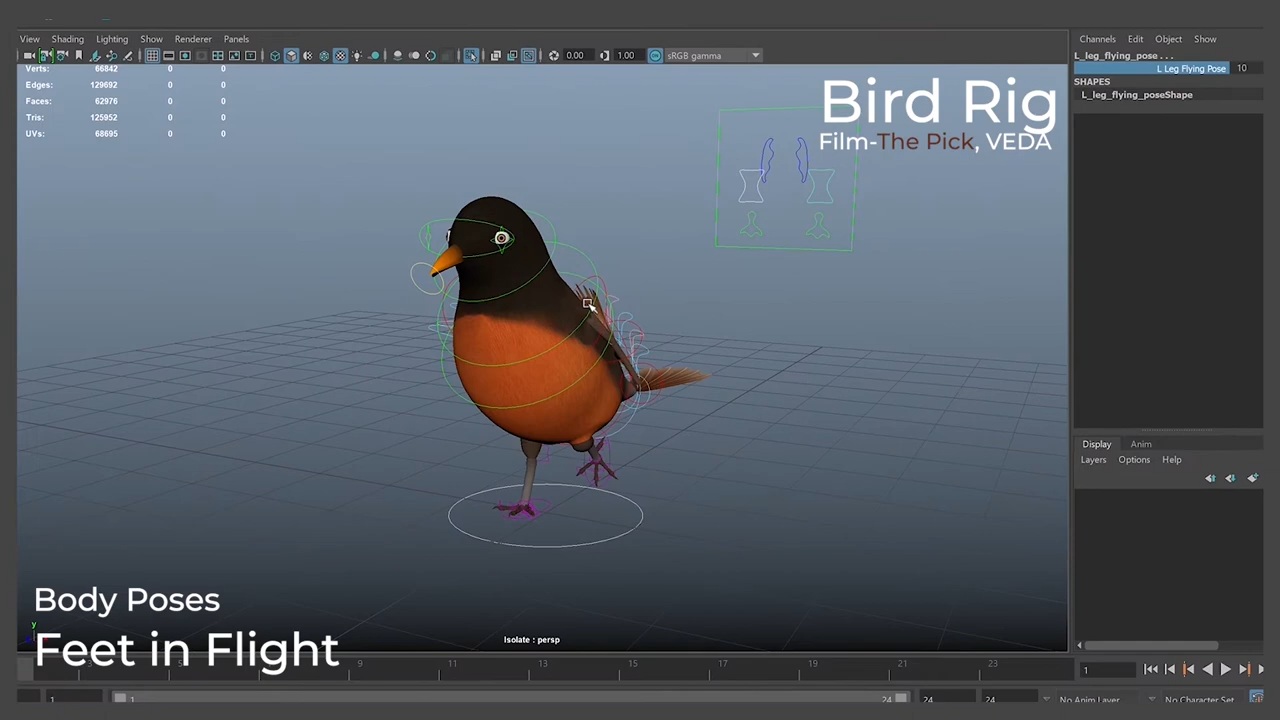 View Shading Lighting Show Renderer Panels
Channels Edit Object Show
0.00 1.00 sRGB gamma
L_leg_flying_pose . . .
L Leg Flying Pose 10
SHAPES
L_leg_flying_poseShape
Verts: 66842 0 0
Edges: 129692 0 0
Faces: 62976 0 0
Tris: 125952 0 0
UVs: 68695 0 0
Bird Rig
Film-The Pick, VEDA
Display Anim
Layers Options Help
Body Poses
Feet in Flight
y
Isolate : persp
3 5 9 11 13 15 17 19 21 23
1
1 1 24 24 24 No Anim Layer No Character Set